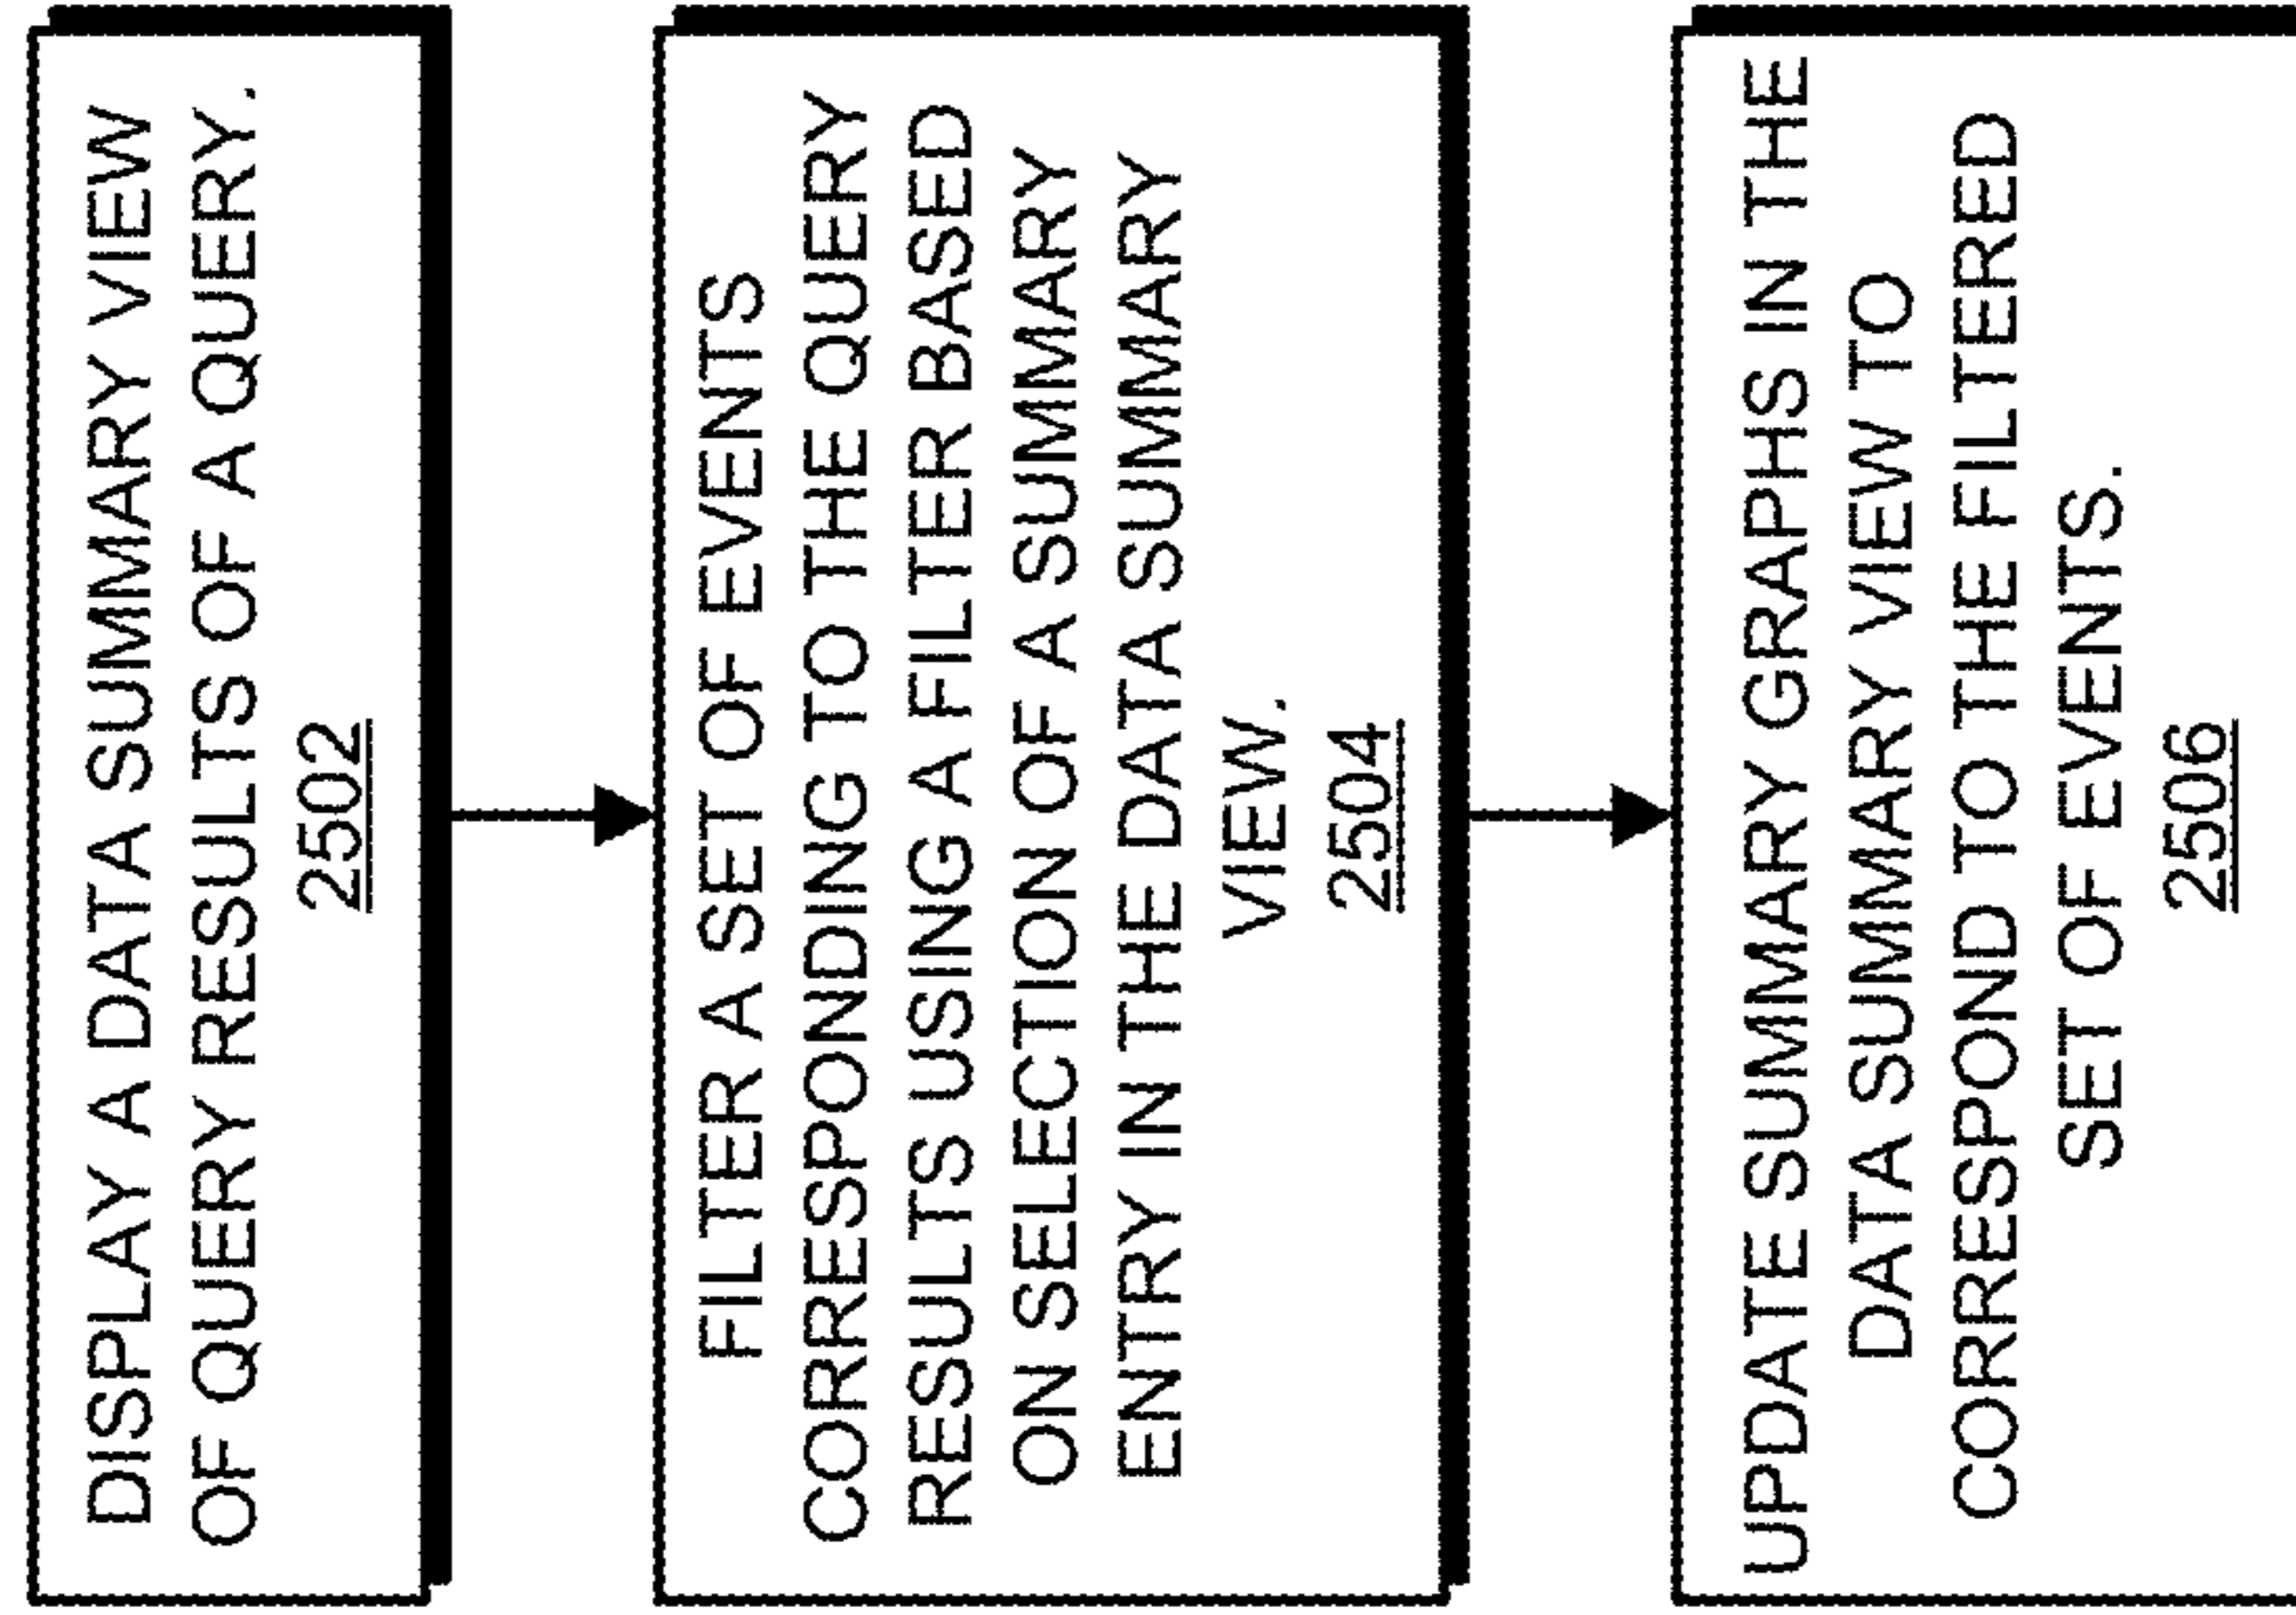 DISPLAY A DATA SUMMARY VIEW
OF QUERY RESULTS OF A QUERY.
2502
FILTER A SET OF EVENTS
CORRESPONDING TO THE QUERY
RESULTS USING A FILTER BASED
ON SELECTION OF A SUMMARY
ENTRY IN THE DATA SUMMARY
VIEW.
2504
UPDATE SUMMARY GRAPHS IN THE
DATA SUMMARY VIEW TO
CORRESPOND TO THE FILTERED
SET OF EVENTS.
2506